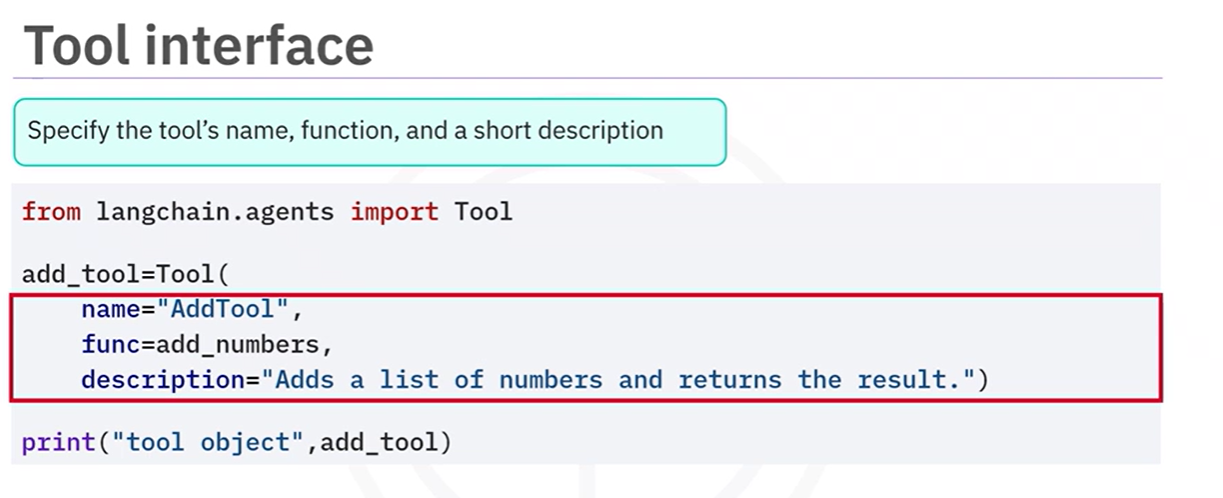 Tool interface
Specify the tool’s name, function, and a short description
from langchain.agents import Tool
add_tool=Tool(
    name="AddTool",
    func=add_numbers,
    description="Adds a list of numbers and returns the result.")
print("tool object",add_tool)